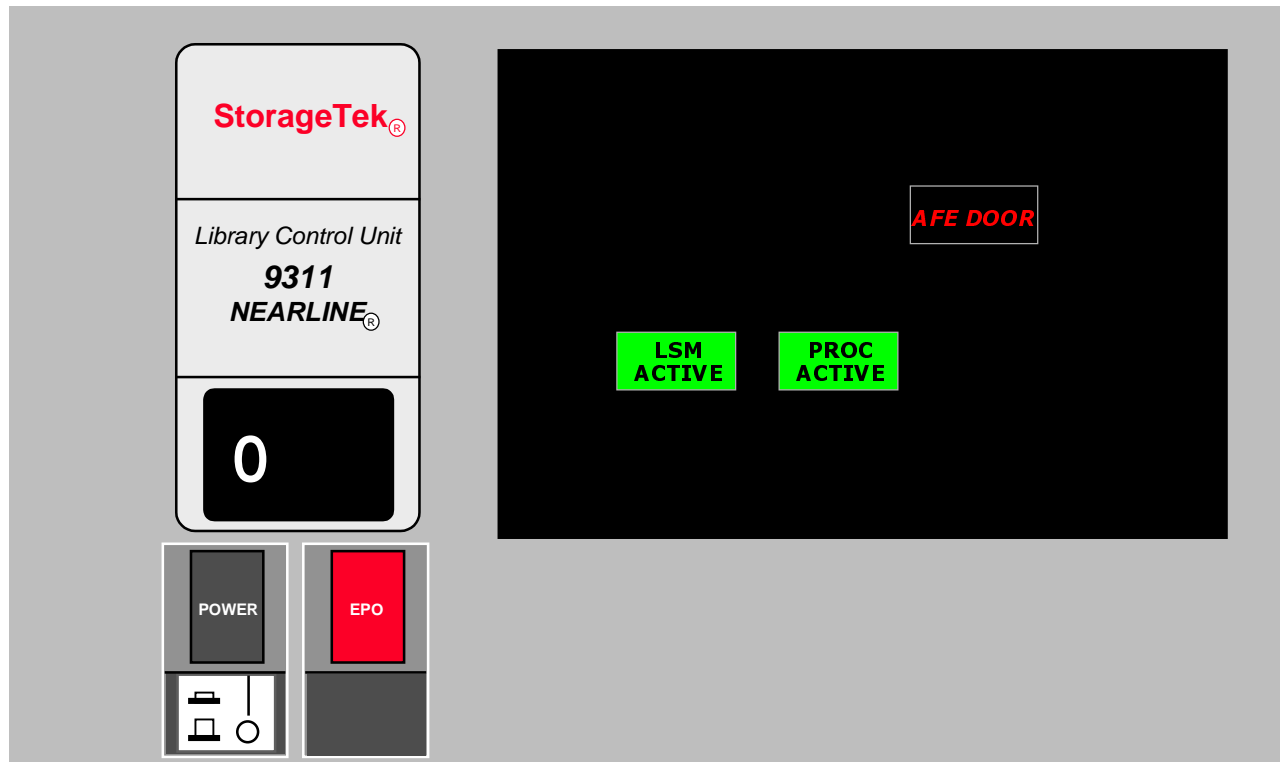 StorageTek®
Library Control Unit
9311
NEARLINE®
0
POWER
EPO
AFE DOOR
LSM
ACTIVE
PROC
ACTIVE